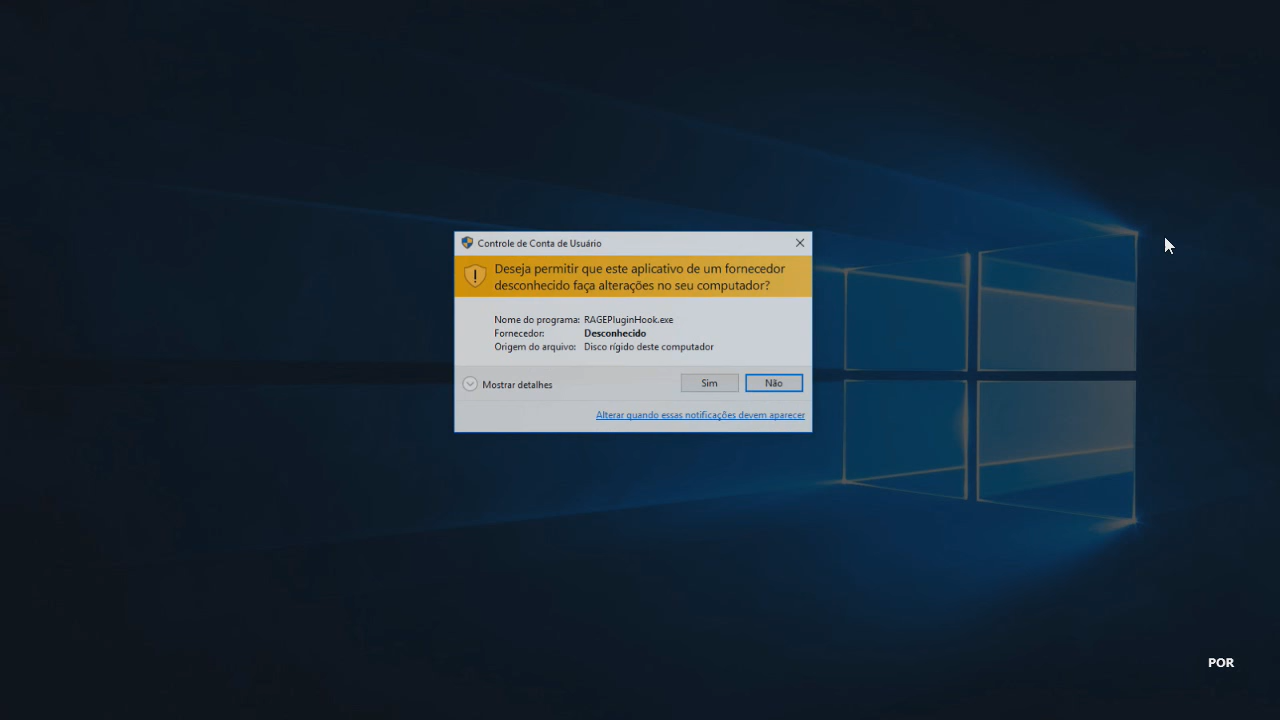 Controle de Conta de Usuário
Deseja permitir que este aplicativo de um fornecedor
desconhecido faça alterações no seu computador?
Nome do programa: RAGEPluginHook.exe
Fornecedor: Desconhecido
Origem do arquivo: Disco rígido deste computador
Mostrar detalhes
Sim
Não
Alterar quando essas notificações devem aparecer
POR